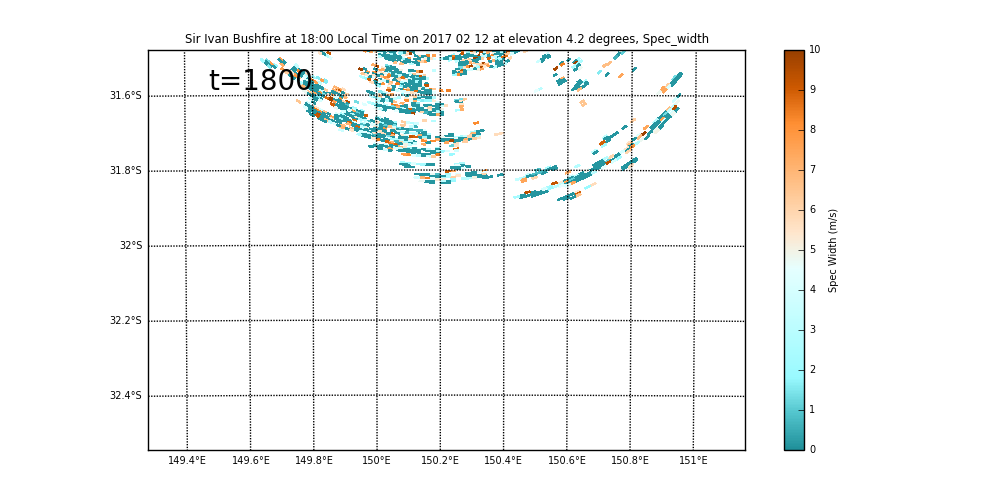 Sir Ivan Bushfire at 18:00 Local Time on 2017 02 12 at elevation 4.2 degrees, Spec_width
t=1800
31.6°S
31.8°S
32°S
32.2°S
32.4°S
149.4°E 149.6°E 149.8°E 150°E 150.2°E 150.4°E 150.6°E 150.8°E 151°E
10
9
8
7
6
5
4
3
2
1
0
Spec Width (m/s)